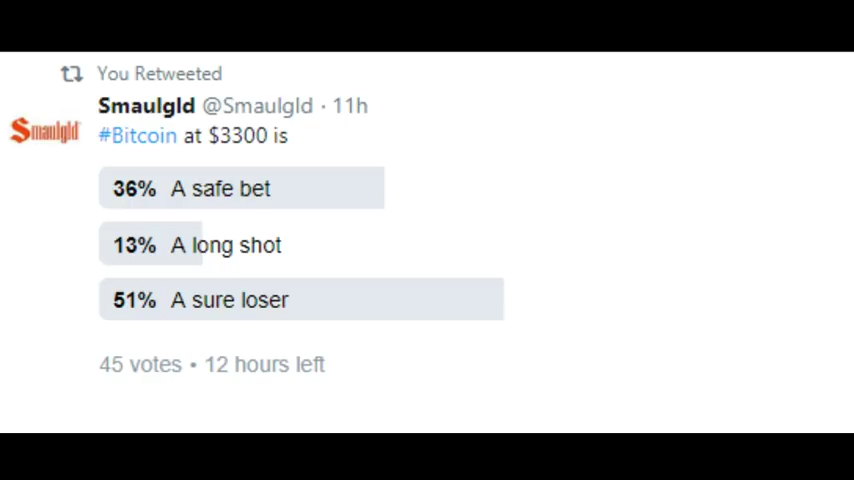 You Retweeted
Smaulgld @Smaulgld · 11h
Smaulgld
#Bitcoin at $3300 is
36% A safe bet
13% A long shot
51% A sure loser
45 votes • 12 hours left